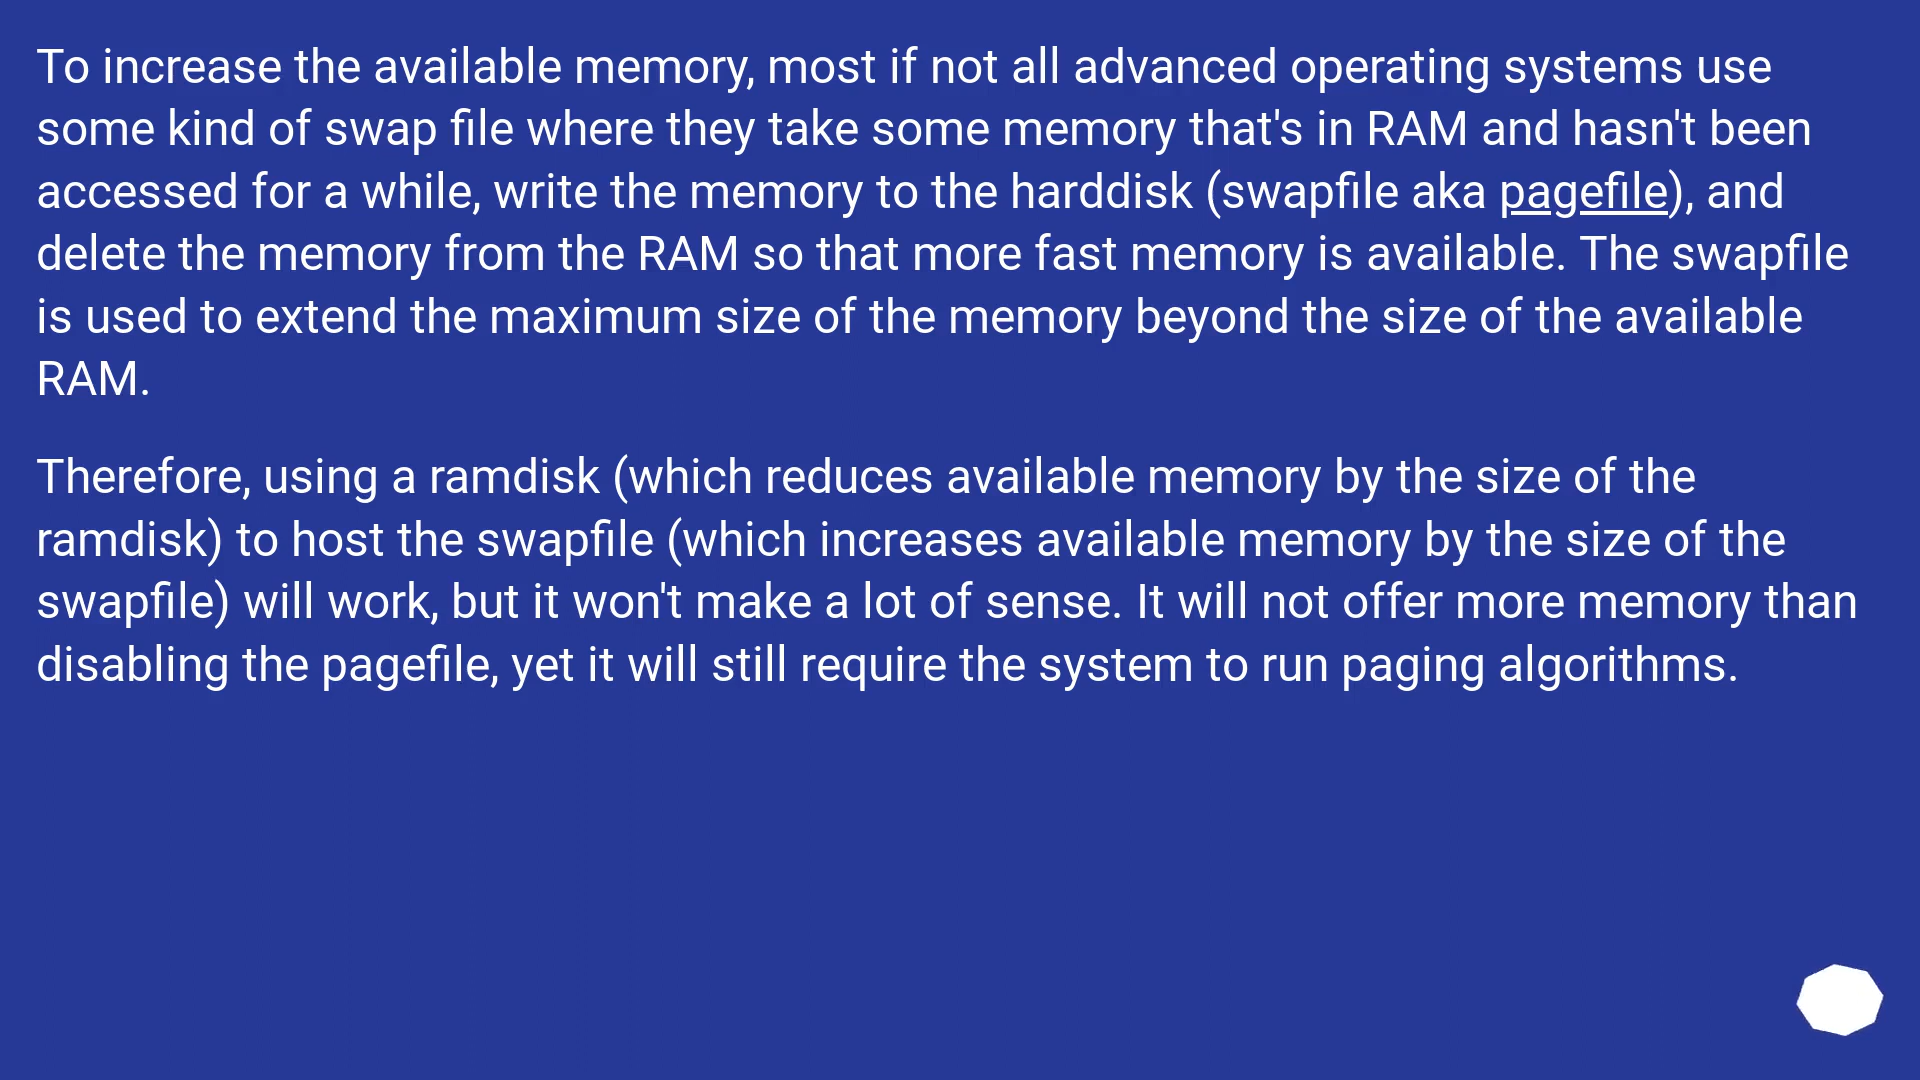 To increase the available memory, most if not all advanced operating systems use
some kind of swap file where they take some memory that's in RAM and hasn't been
accessed for a while, write the memory to the harddisk (swapfile aka pagefile), and
delete the memory from the RAM so that more fast memory is available. The swapfile
is used to extend the maximum size of the memory beyond the size of the available
RAM.
Therefore, using a ramdisk (which reduces available memory by the size of the
ramdisk) to host the swapfile (which increases available memory by the size of the
swapfile) will work, but it won't make a lot of sense. It will not offer more memory than
disabling the pagefile, yet it will still require the system to run paging algorithms.